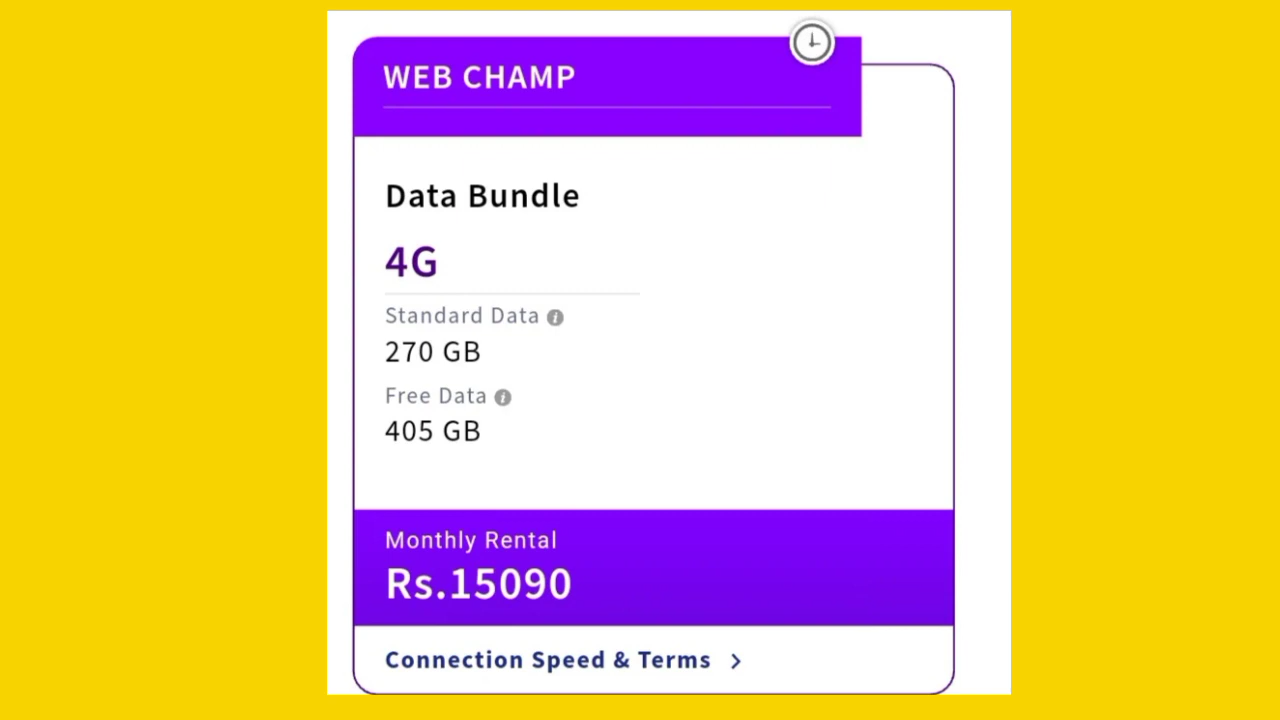 WEB CHAMP
Data Bundle
4G
Standard Data
270 GB
Free Data
405 GB
Monthly Rental
Rs.15090
Connection Speed & Terms